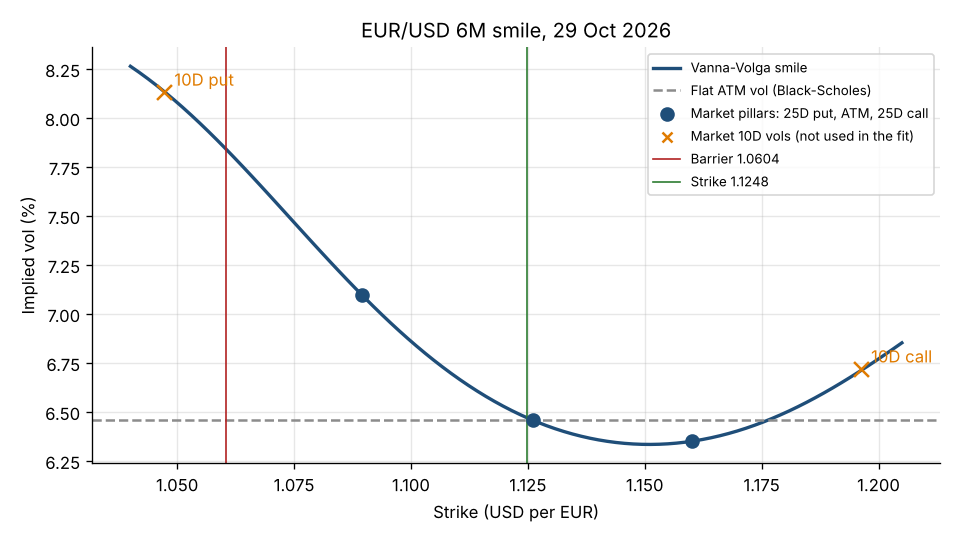 EUR/USD 6M smile, 29 Oct 2026
Implied vol (%)
8.25
8.00
7.75
7.50
7.25
7.00
6.75
6.50
6.25
10D put
10D call
Vanna-Volga smile
Flat ATM vol (Black-Scholes)
Market pillars: 25D put, ATM, 25D call
Market 10D vols (not used in the fit)
Barrier 1.0604
Strike 1.1248
1.050
1.075
1.100
1.125
1.150
1.175
1.200
Strike (USD per EUR)